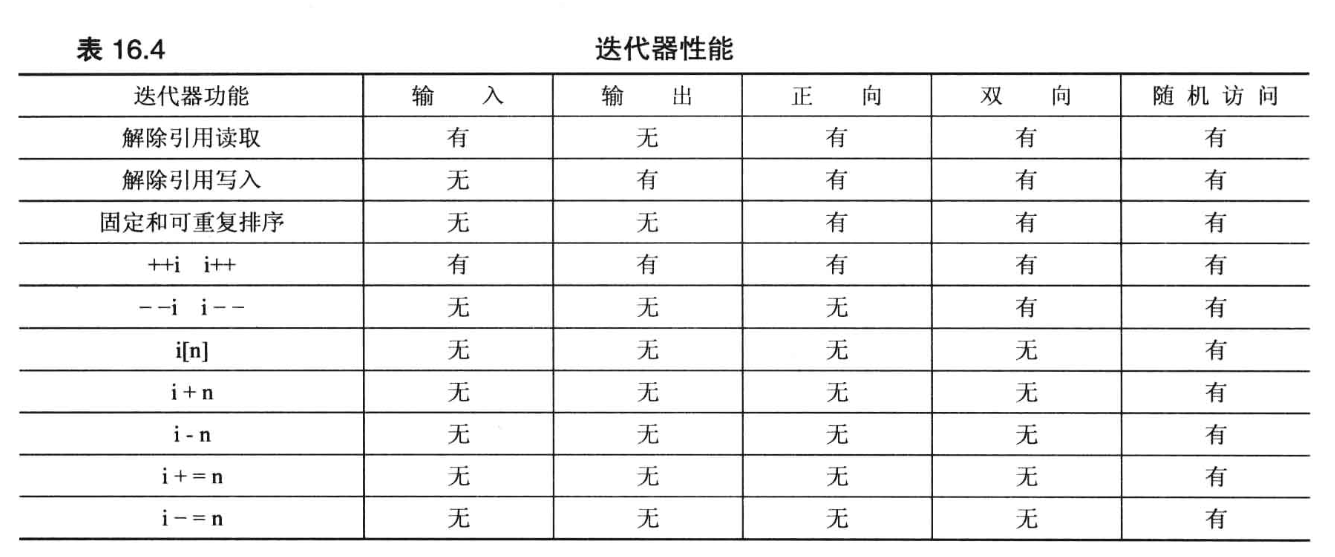 表 16.4 迭代器性能
迭代器功能 输 入 输 出 正 向 双 向 随 机 访 问
解除引用读取 有 无 有 有 有
解除引用写入 无 有 有 有 有
固定和可重复排序 无 无 有 有 有
++i i++ 有 有 有 有 有
− −i i − − 无 无 无 有 有
i[n] 无 无 无 无 有
i + n 无 无 无 无 有
i - n 无 无 无 无 有
i + = n 无 无 无 无 有
i − = n 无 无 无 无 有